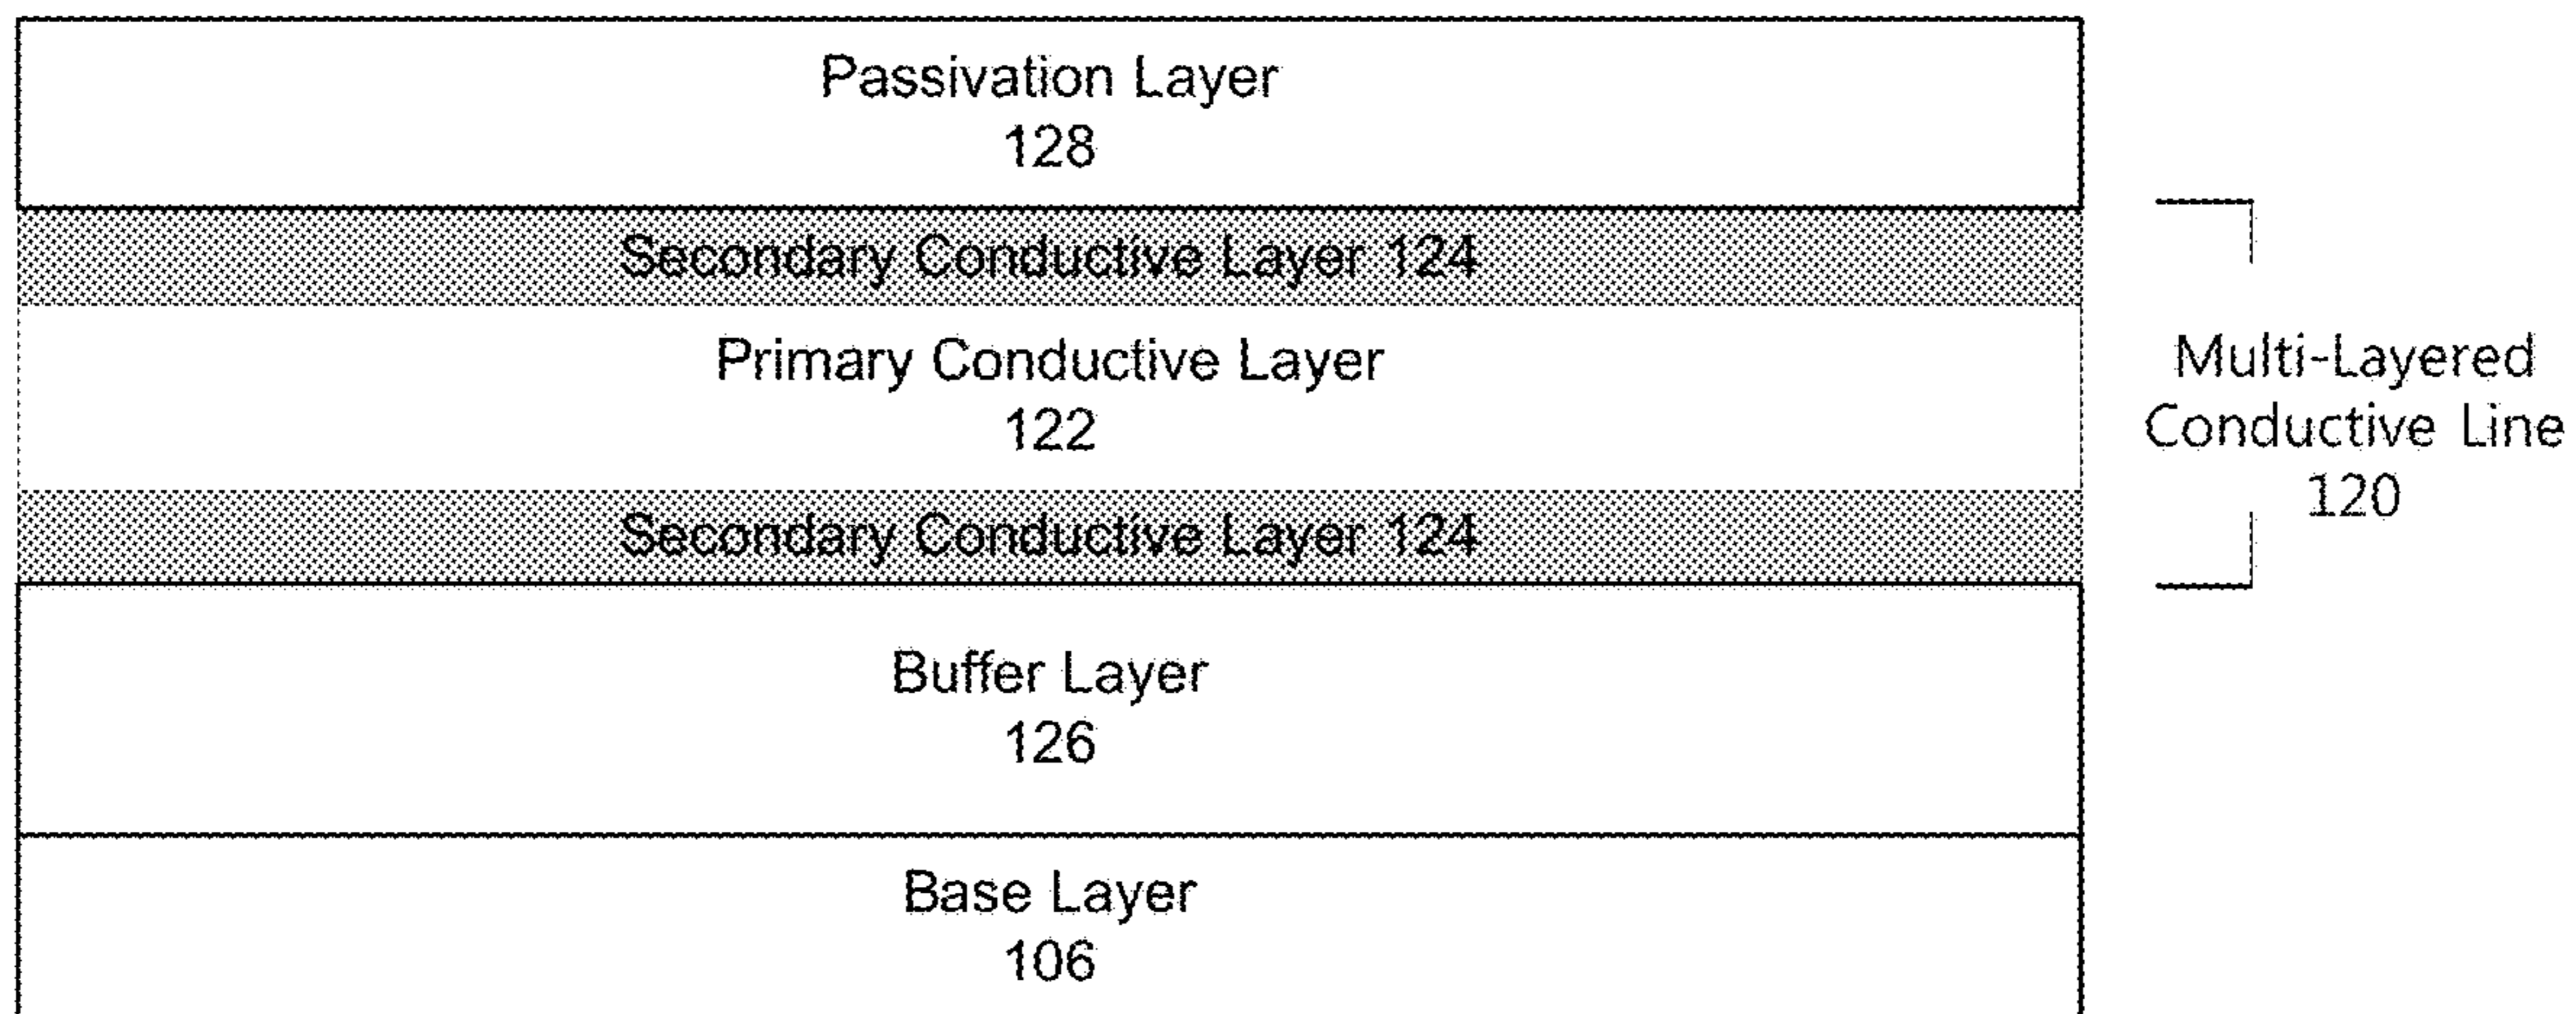 Passivation Layer
128
Secondary Conductive Layer 124
Primary Conductive Layer
122
Secondary Conductive Layer 124
Multi-Layered
Conductive Line
120
Buffer Layer
126
Base Layer
106